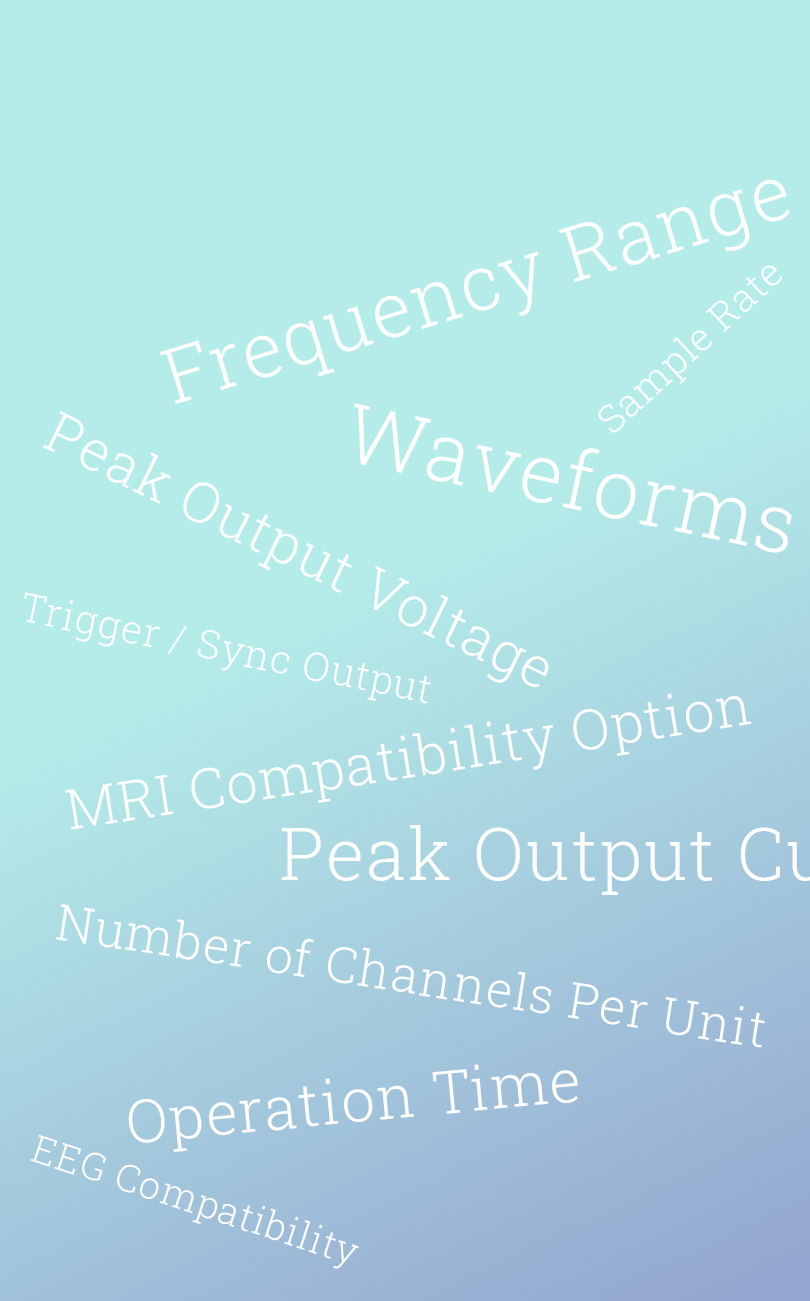 Frequency Range
Sample Rate
Waveforms
Peak Output Voltage
Trigger / Sync Output
MRI Compatibility Option
Peak Output Cu
Number of Channels Per Unit
Operation Time
EEG Compatibility